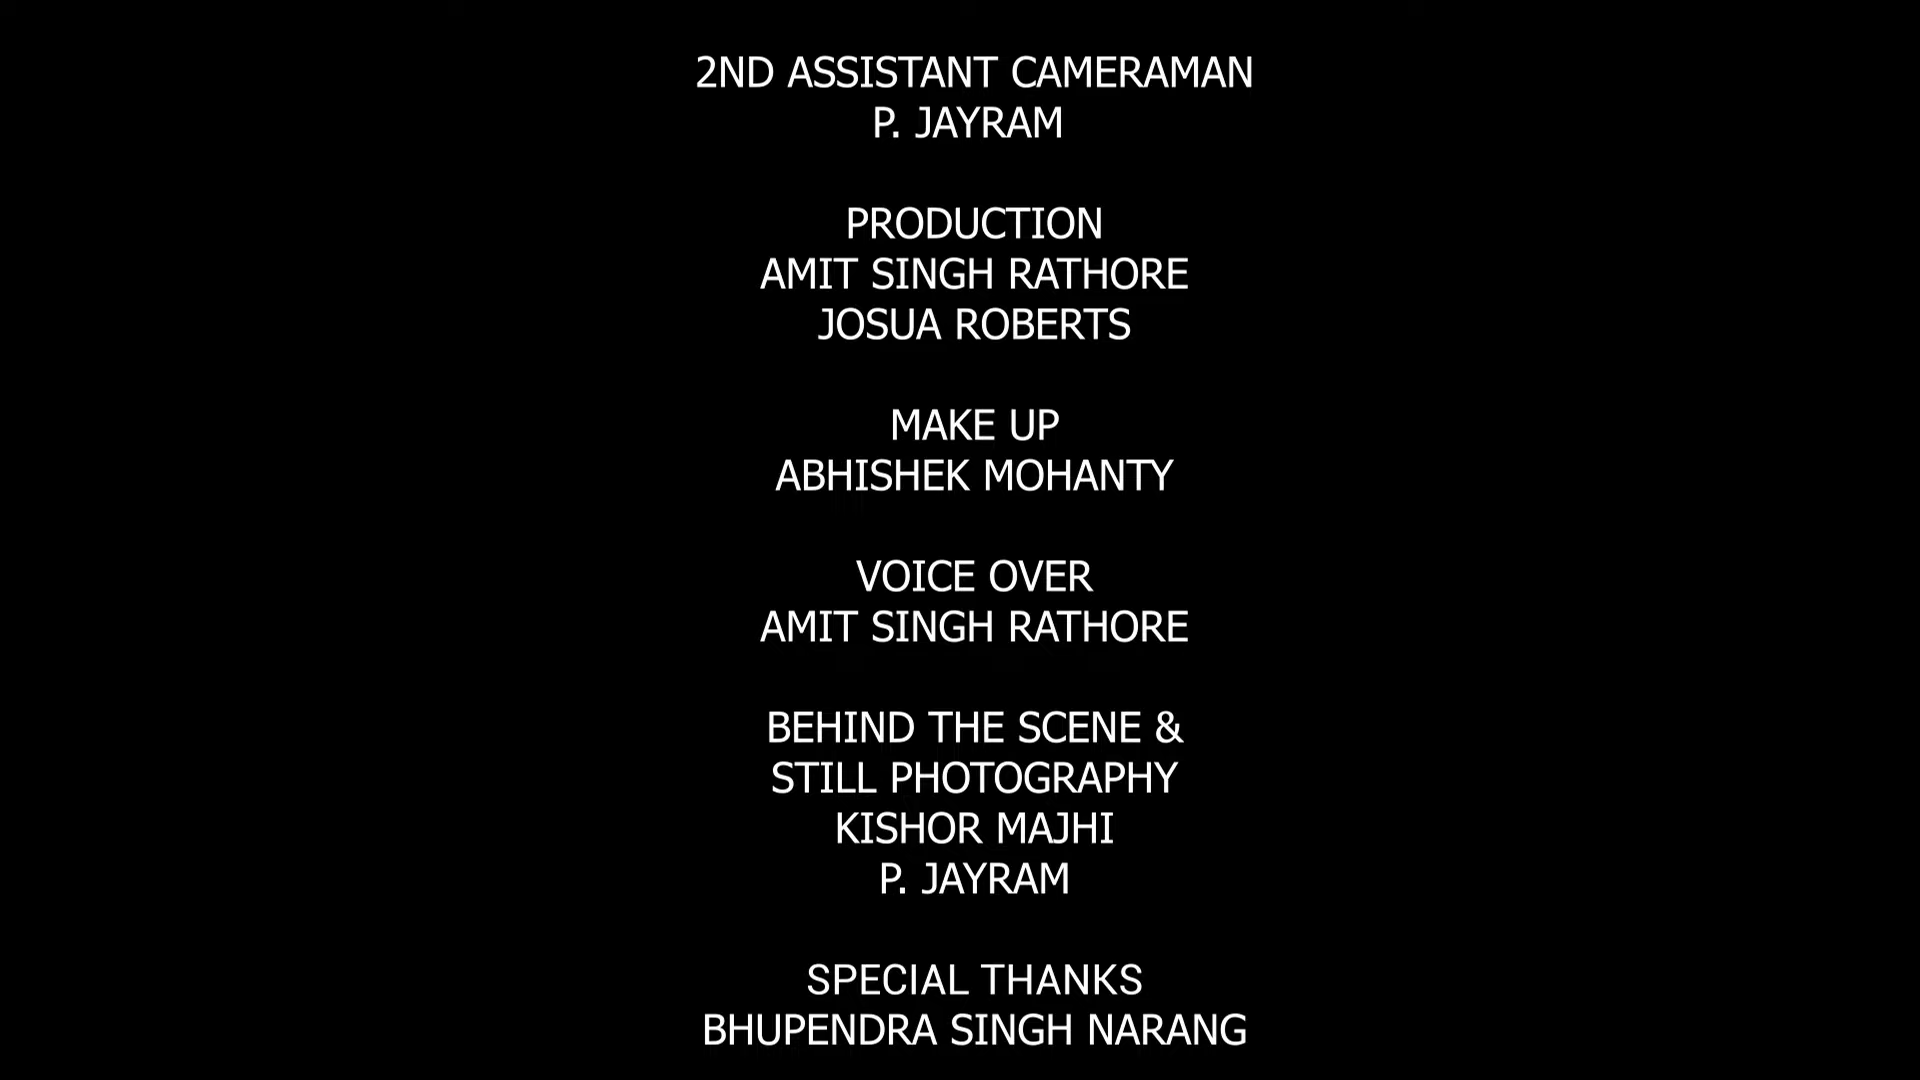 2ND ASSISTANT CAMERAMAN
P. JAYRAM
PRODUCTION
AMIT SINGH RATHORE
JOSUA ROBERTS
MAKE UP
ABHISHEK MOHANTY
VOICE OVER
AMIT SINGH RATHORE
BEHIND THE SCENE &
STILL PHOTOGRAPHY
KISHOR MAJHI
P. JAYRAM
SPECIAL THANKS
BHUPENDRA SINGH NARANG